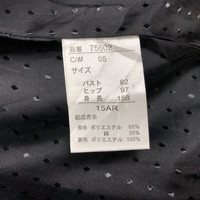 品番 75602
C/# 05
サイズ
バスト 92
ヒップ 97
身長 158
15AR
組成表示
表地 ポリエステル 65%
綿 35%
裏地 ポリエステル 100%